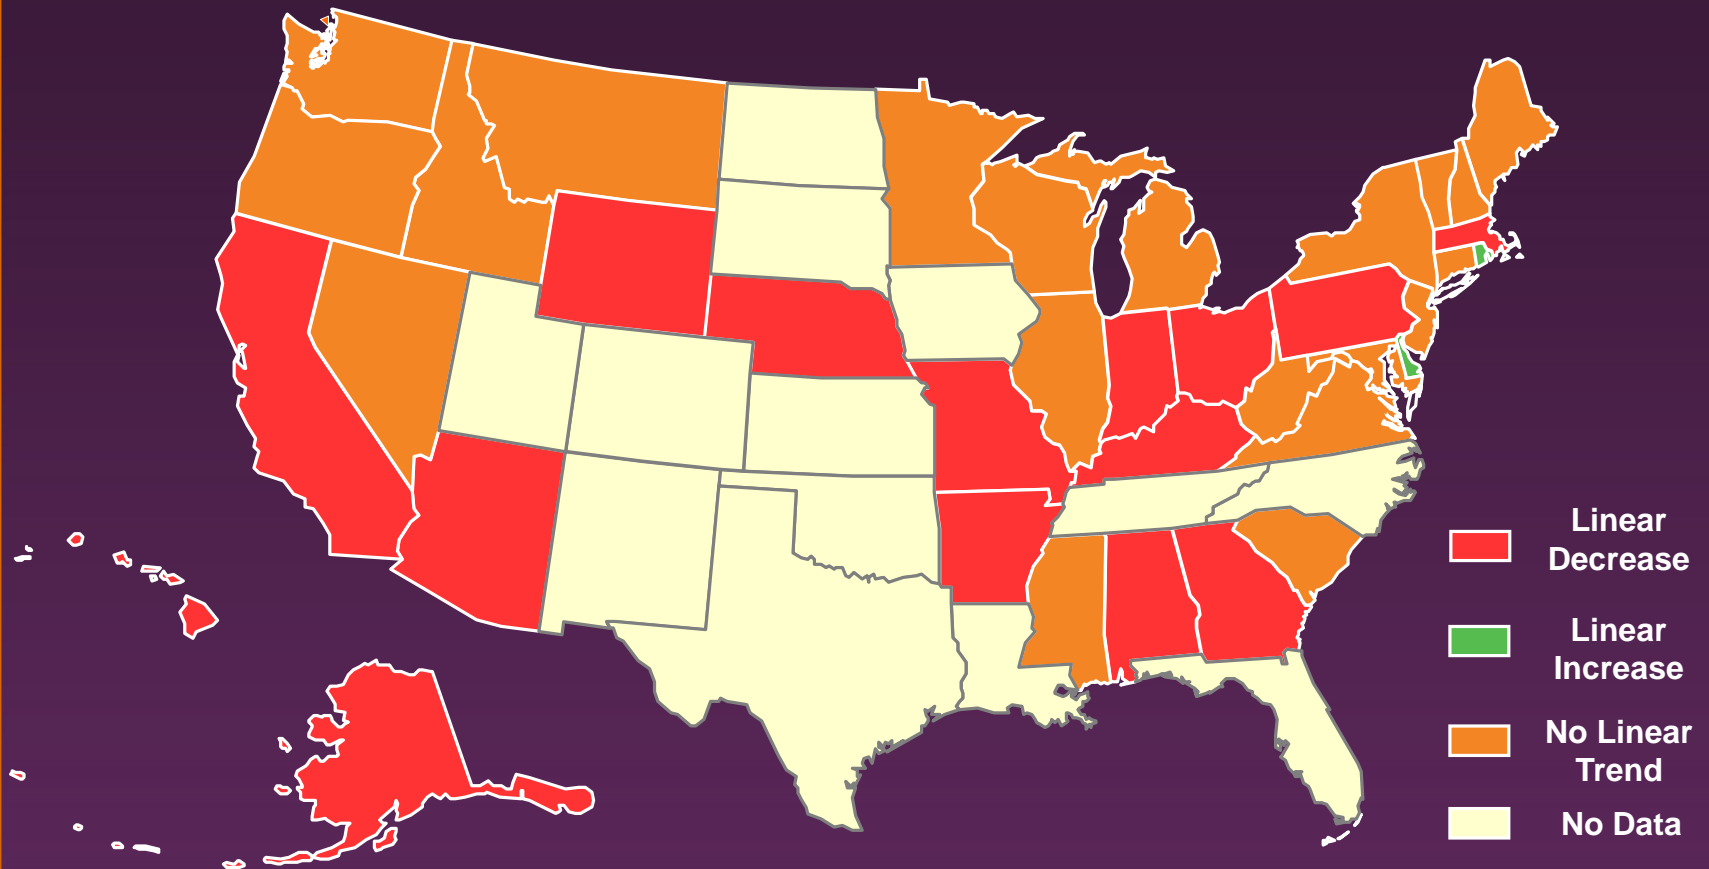 Linear
Decrease
Linear
Increase
No Linear
Trend
No Data